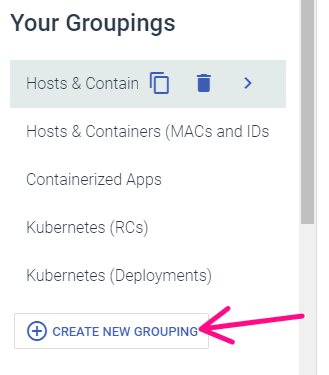 Your Groupings
Hosts & Contain
Hosts & Containers (MACs and IDs
Containerized Apps
Kubernetes (RCs)
Kubernetes (Deployments)
CREATE NEW GROUPING